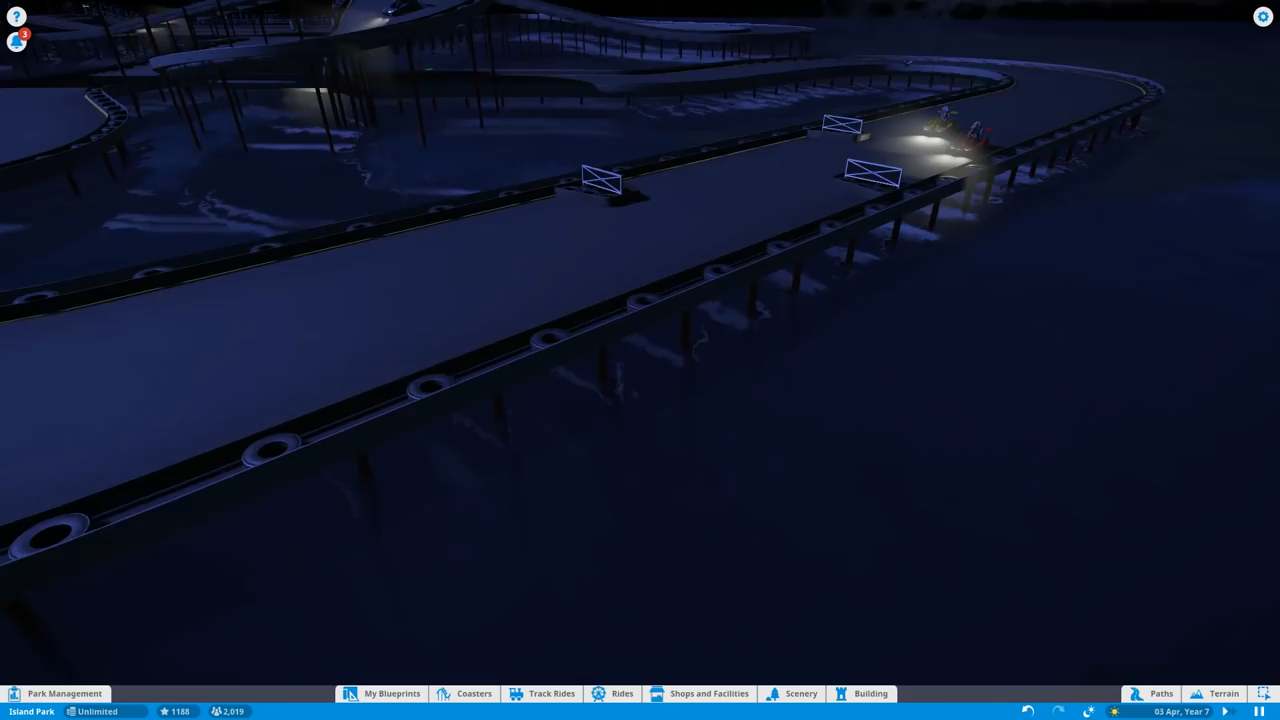 ?
3
Park Management
My Blueprints
Coasters
Track Rides
Rides
Shops and Facilities
Scenery
Building
Paths
Terrain
Island Park
Unlimited
1188
2,019
03 Apr, Year 7